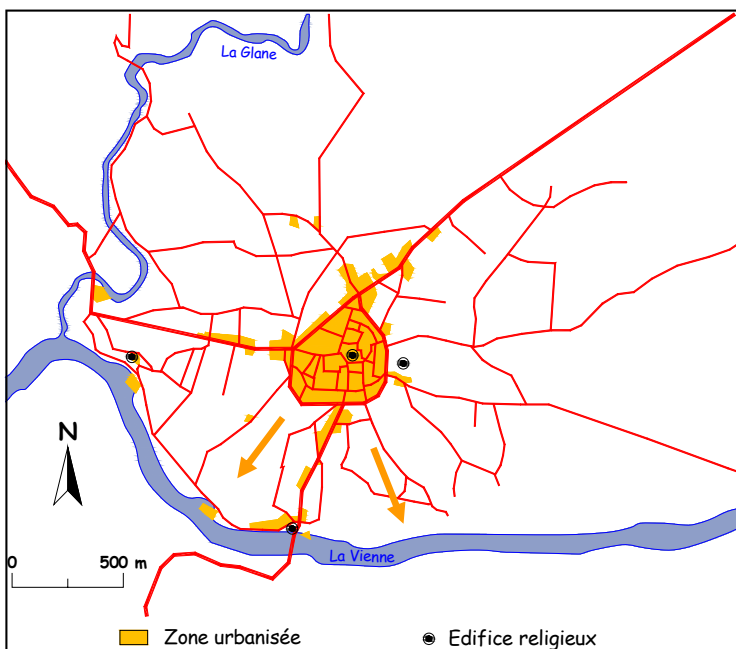 La Glane
N
0 500 m
La Vienne
Zone urbanisée
Edifice religieux